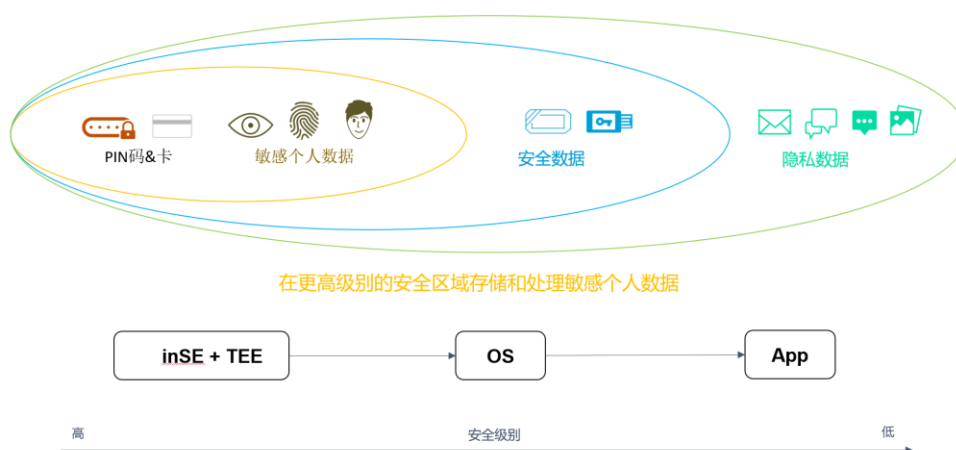 PIN码&卡
敏感个人数据
安全数据
隐私数据
在更高级别的安全区域存储和处理敏感个人数据
inSE + TEE
OS
App
高
安全级别
低